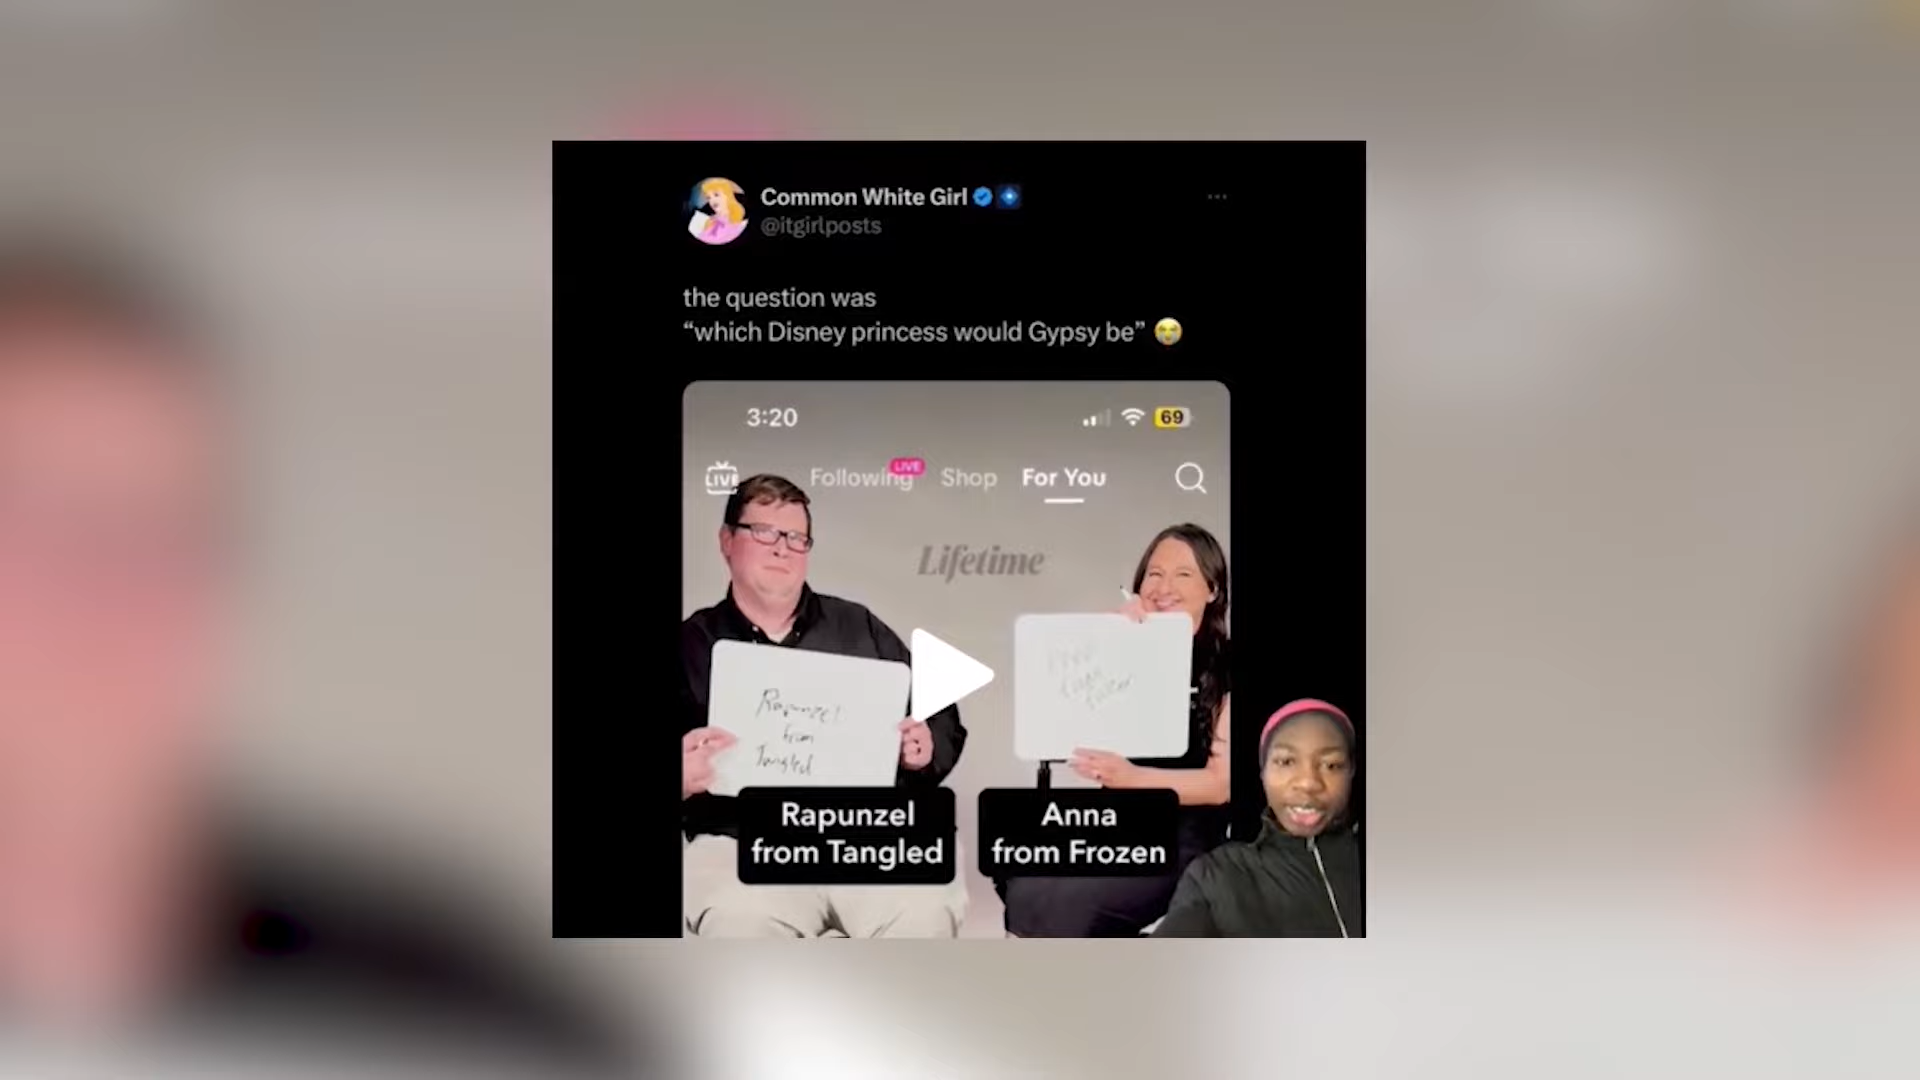 Common White Girl
@itgirlposts
the question was
“which Disney princess would Gypsy be” 😭
3:20
69
LIVE
Following
LIVE
Shop
For You
Lifetime
Rapunzel
from
Tangled
Rapunzel
from Tangled
Anna
from Frozen